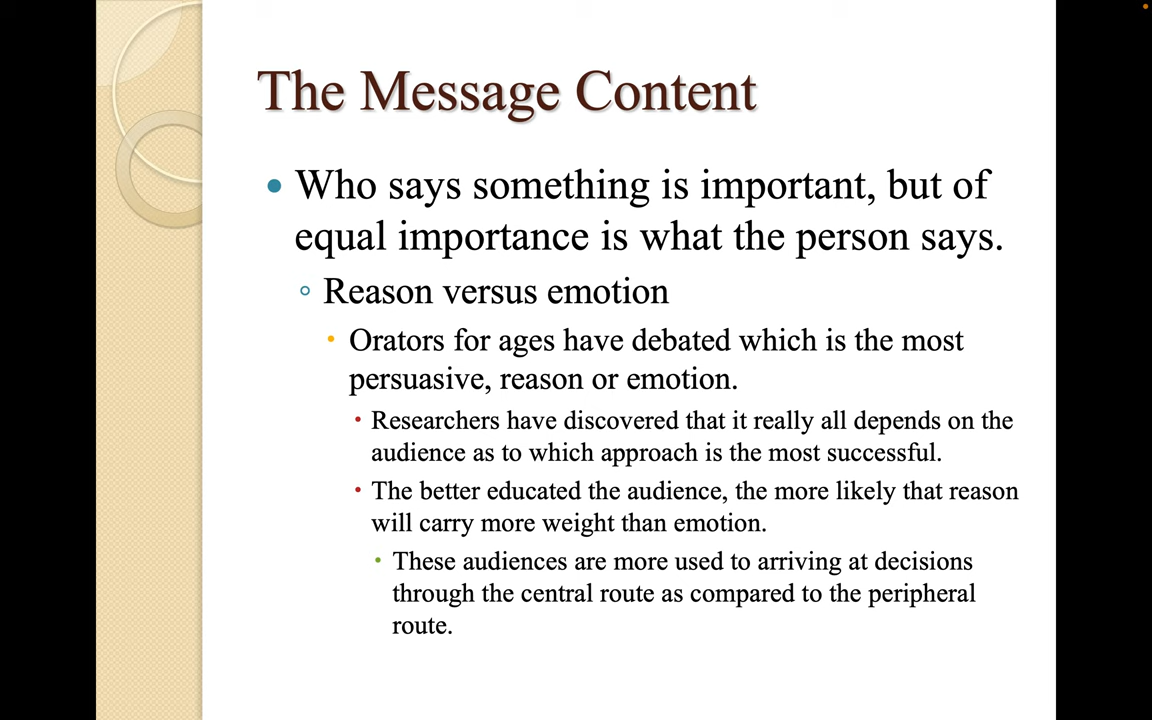 The Message Content
Who says something is important, but of
equal importance is what the person says.
Reason versus emotion
Orators for ages have debated which is the most
persuasive, reason or emotion.
Researchers have discovered that it really all depends on the
audience as to which approach is the most successful.
The better educated the audience, the more likely that reason
will carry more weight than emotion.
These audiences are more used to arriving at decisions
through the central route as compared to the peripheral
route.